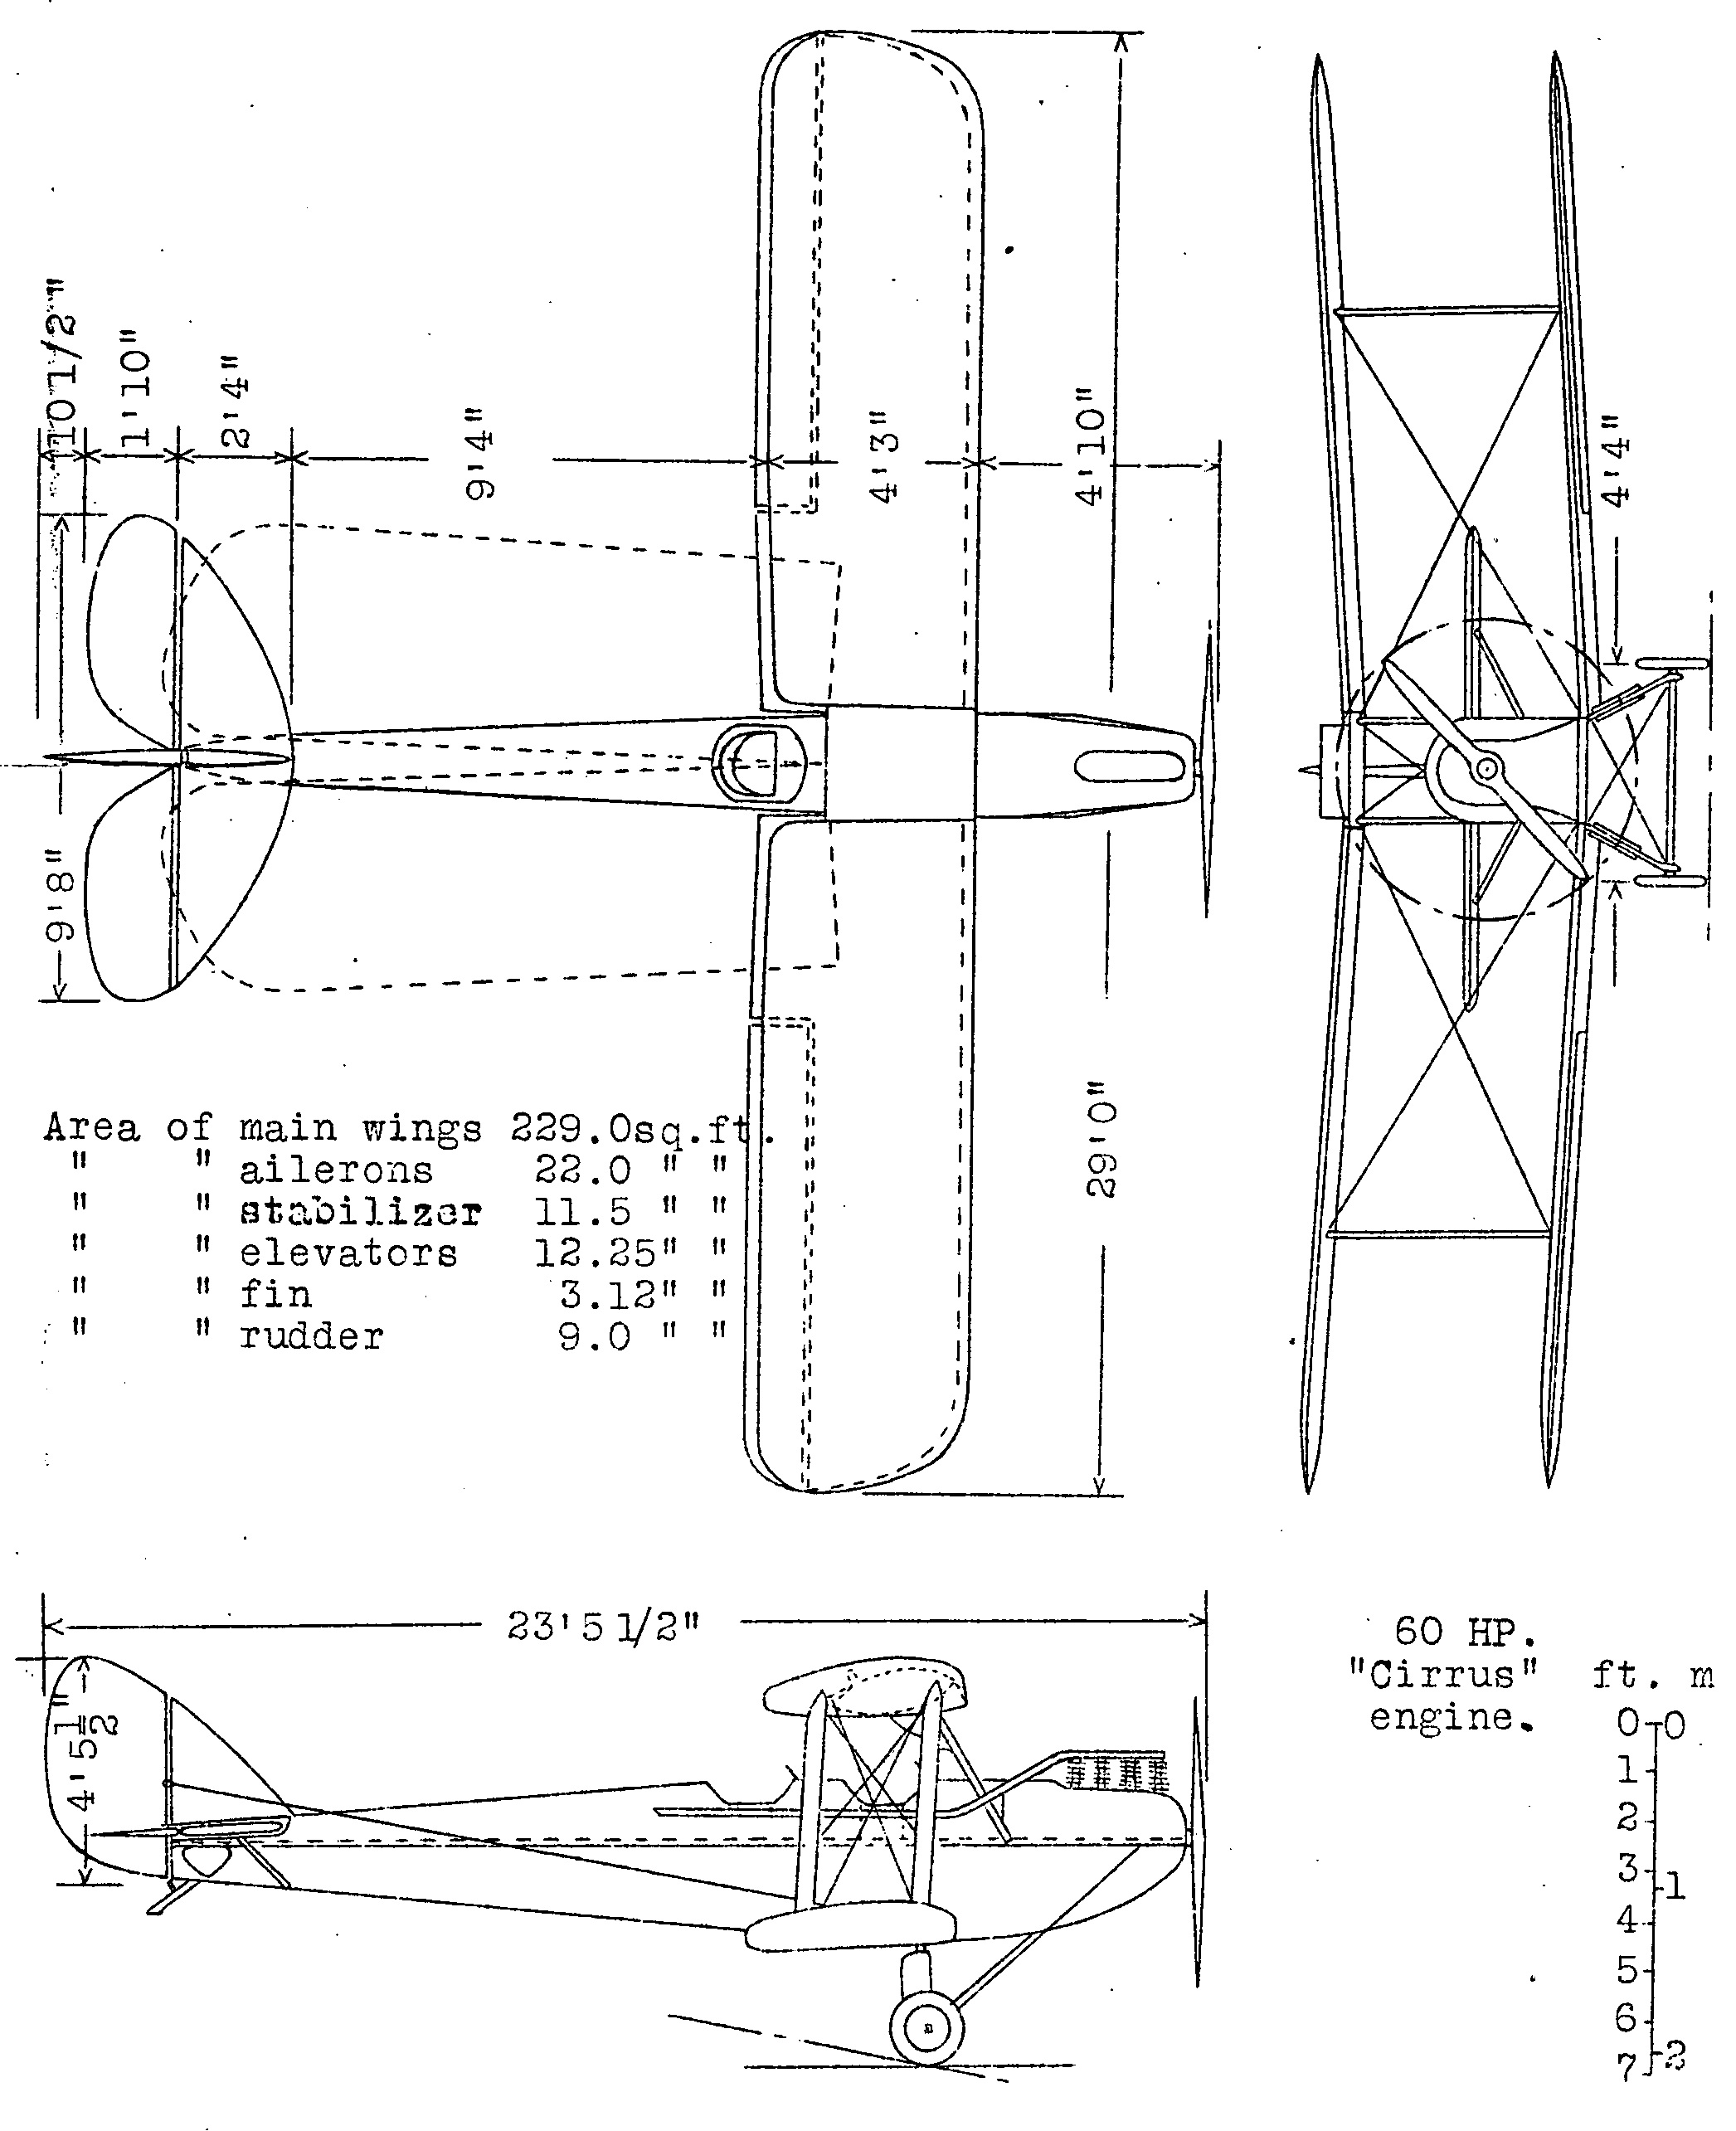 10 1/2"
1'10"
2'4"
9'4"
4'3"
4'10"
4'4"
9'8"
29'0"
Area of main wings 229.0sq.ft.
" " ailerons 22.0 " "
" " stabilizer 11.5 " "
" " elevators 12.25" "
" " fin 3.12" "
" " rudder 9.0 " "
23'5 1/2"
4'5 1/2"
60 HP.
"Cirrus"
engine.
ft. m
0 0
1
2
3
1
4
5
6
7 2